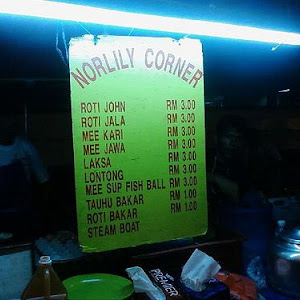 NORLILY CORNER
ROTI JOHN RM 3.00
ROTI JALA RM 3.00
MEE KARI RM 3.00
MEE JAWA RM 3.00
LAKSA RM 3.00
LONTONG RM 3.00
MEE SUP FISH BALL RM 3.00
TAUHU BAKAR RM 1.00
ROTI BAKAR RM 1.00
STEAM BOAT
PREMIER